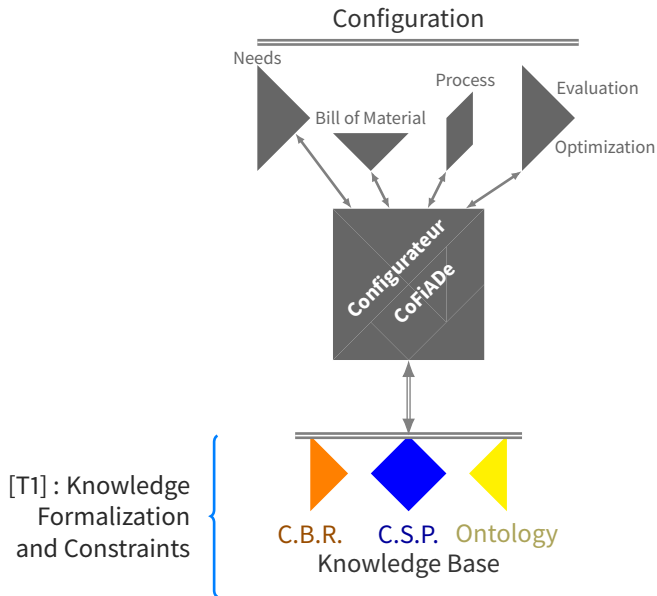 Configuration
Needs
Process
Evaluation
Bill of Material
Optimization
Configurateur
CoFiADe
[T1] : Knowledge
Formalization
and Constraints
C.B.R.
C.S.P.
Ontology
Knowledge Base